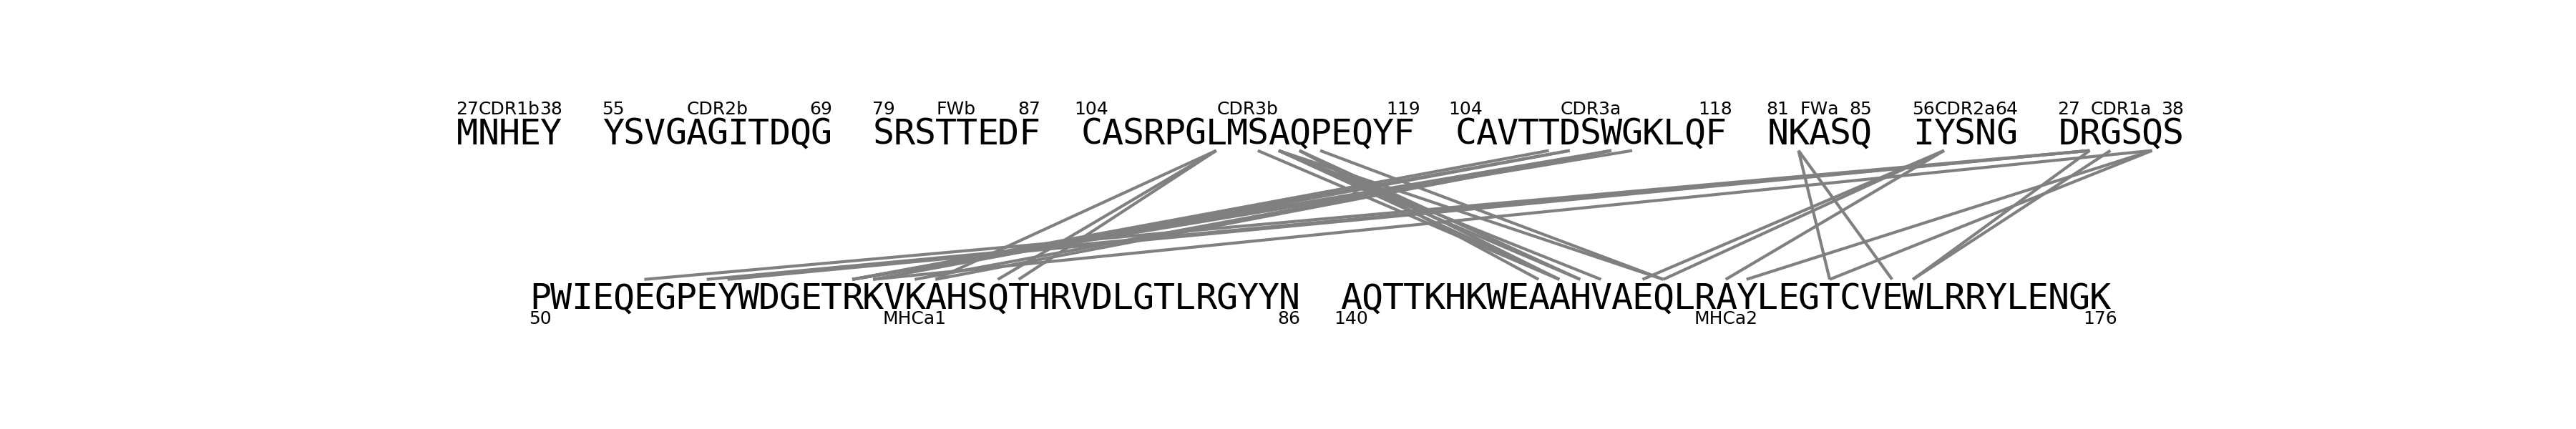 27CDR1b38 55 CDR2b 69 79 FWb 87 104 CDR3b 119 104 CDR3a 118 81 FWa 85 56CDR2a64 27 CDR1a 38
MNHEY YSVGAGITDQG SRSTTEDF CASRPGLMSAQPEQYF CAVTTDSWGKLQF NKASQ IYSNG DRGSQS
PWIEQEGPEYWDGETRKVKAHSQTHRVDLGTLRGYYN AQTTKHKWEAAHVAEQLRAYLEGTCVEWLRRYLENGK
50 MHCa1 86 140 MHCa2 176